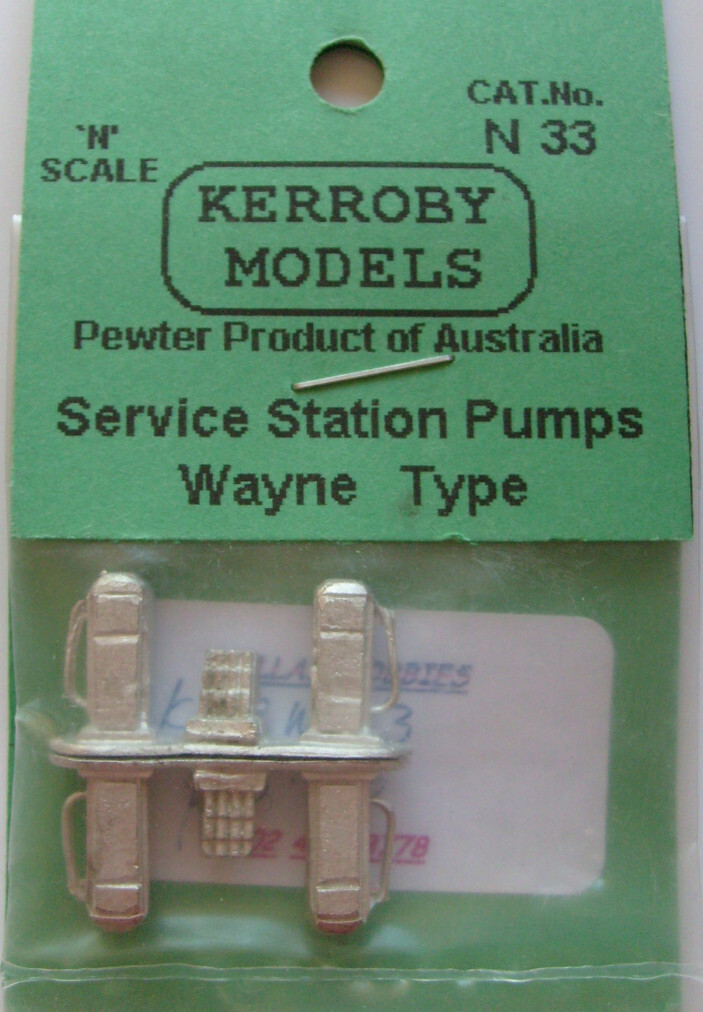 CAT.No.
N 33
'N'
SCALE
KERROBY
MODELS
Pewter Product of Australia
Service Station Pumps
Wayne Type